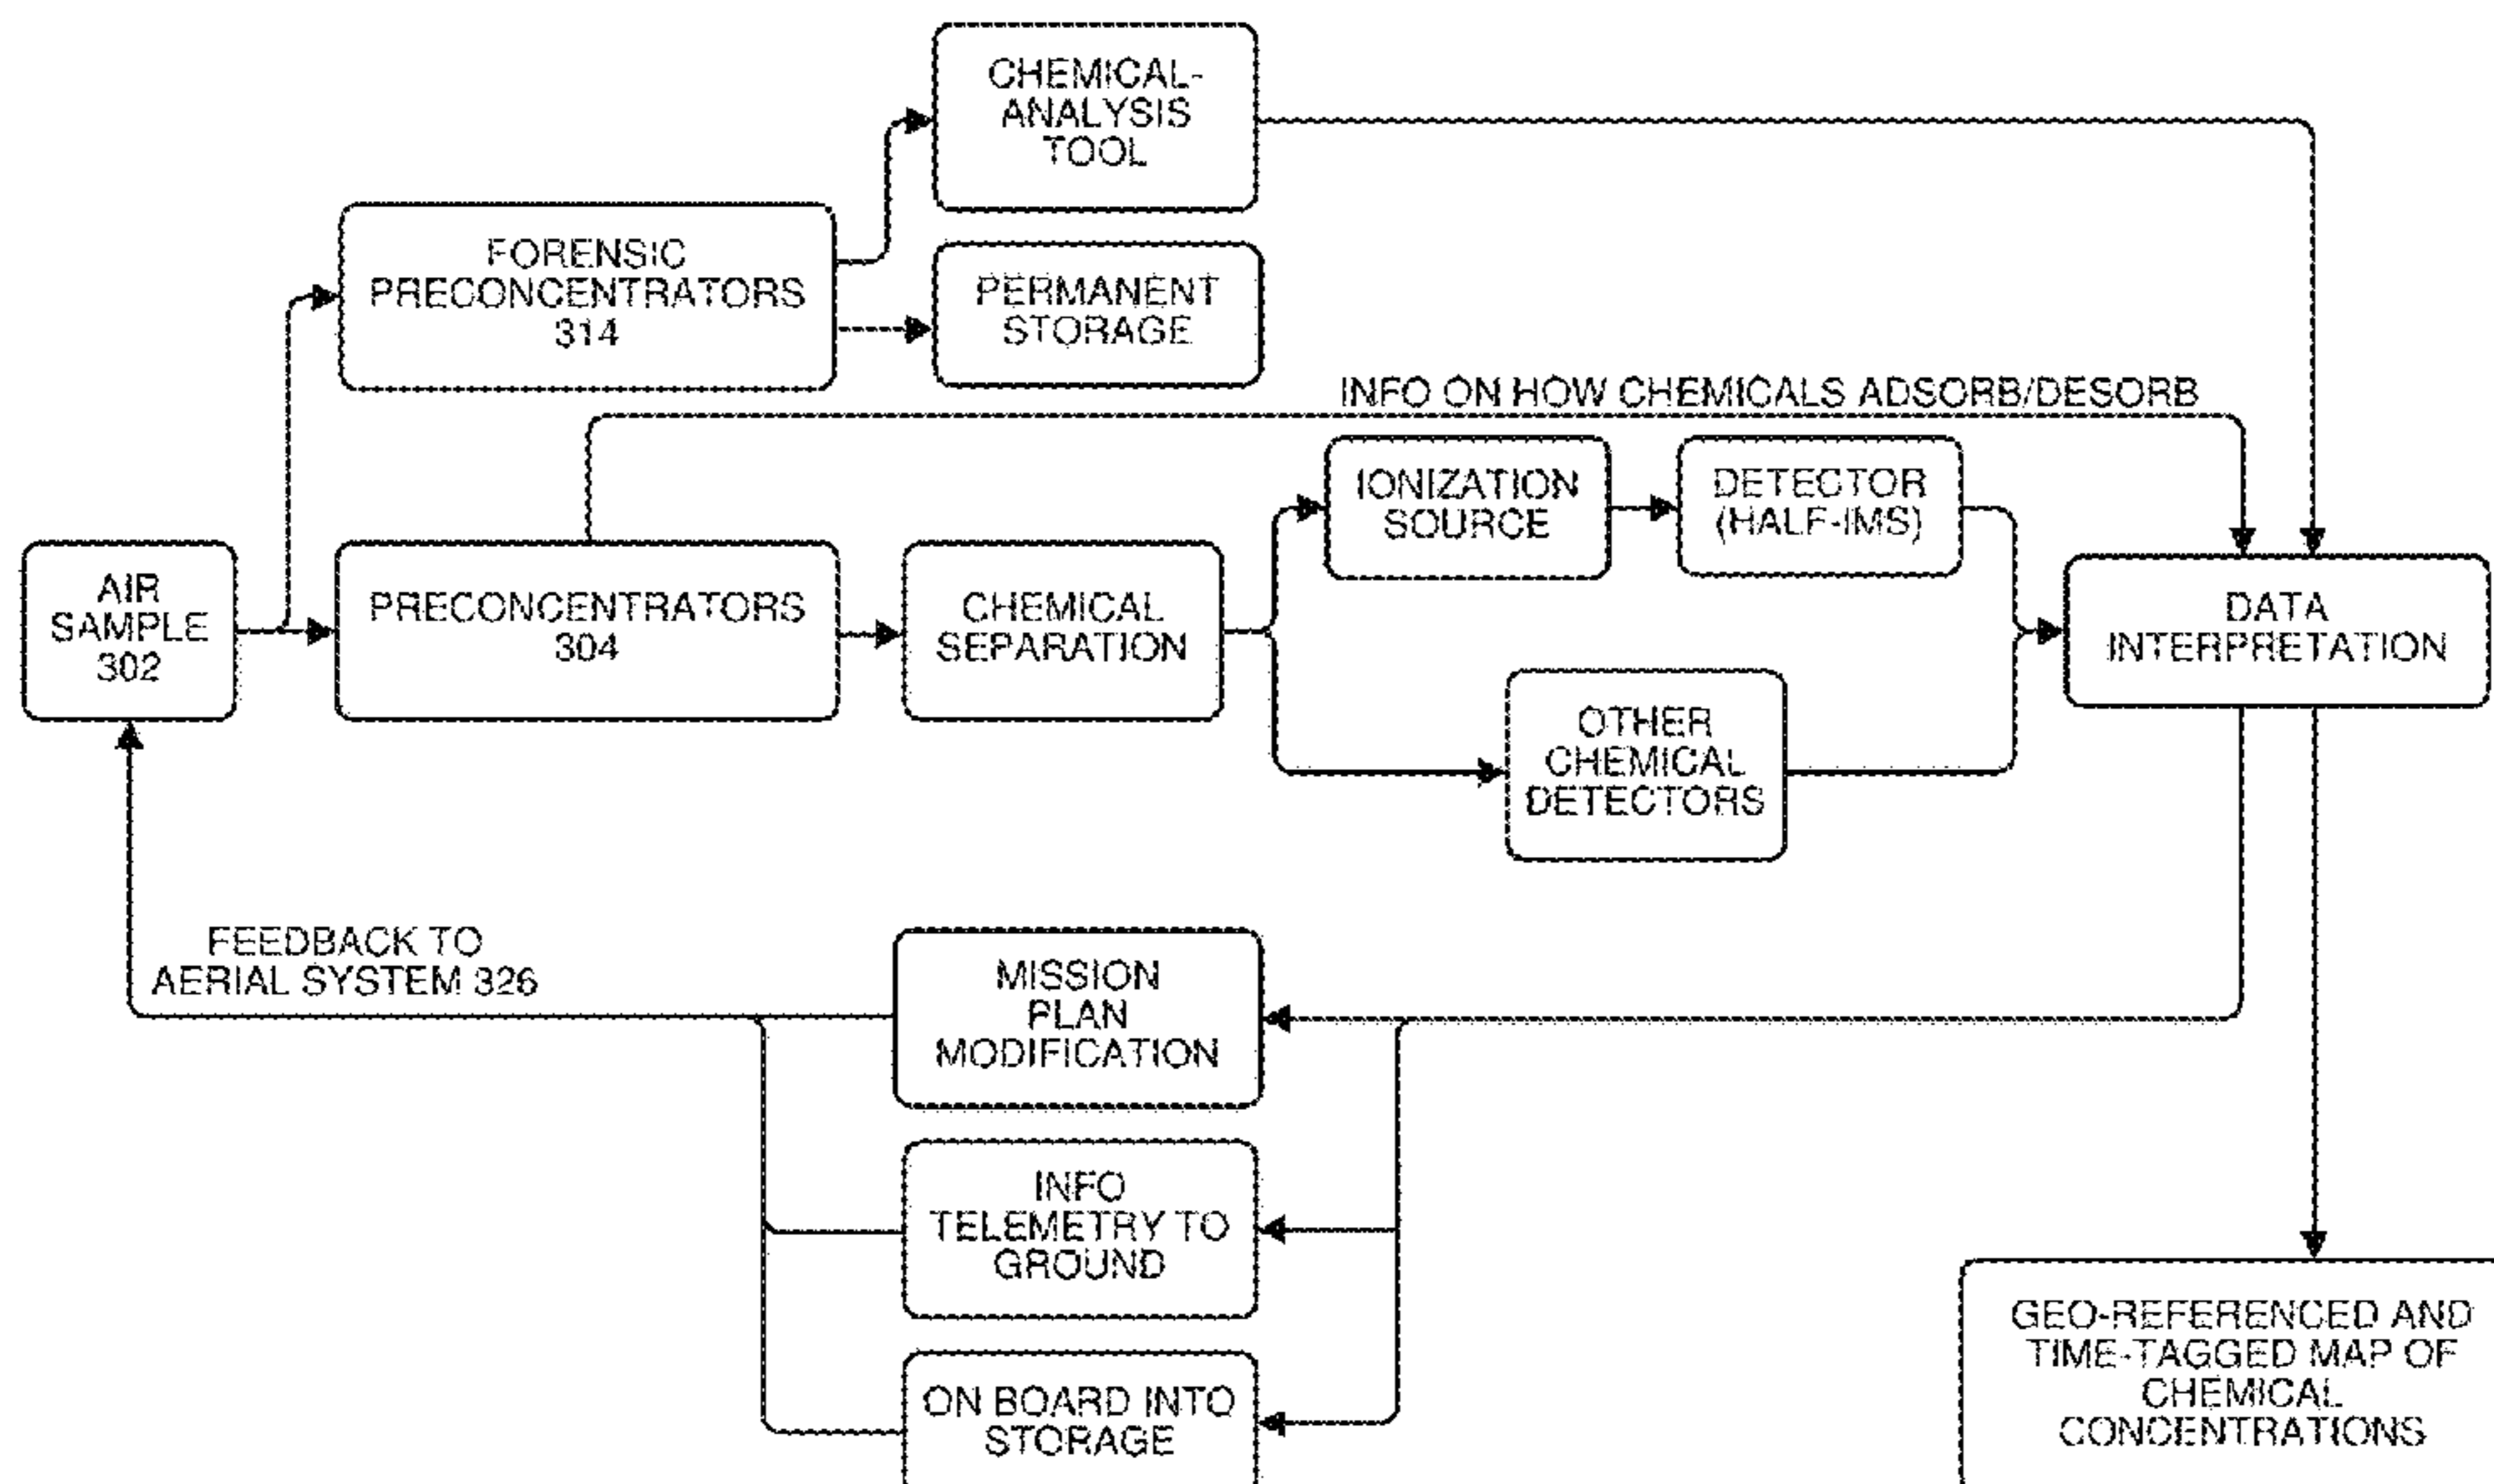 CHEMICAL-
ANALYSIS
TOOL
FORENSIC
PRECONCENTRATORS
314
PERMANENT
STORAGE
INFO ON HOW CHEMICALS ADSORB/DESORB
IONIZATION
SOURCE
DETECTOR
(HALF-IMS)
AIR
SAMPLE
302
PRECONCENTRATORS
304
CHEMICAL
SEPARATION
DATA
INTERPRETATION
OTHER
CHEMICAL
DETECTORS
FEEDBACK TO
AERIAL SYSTEM 326
MISSION
PLAN
MODIFICATION
INFO
TELEMETRY TO
GROUND
ON BOARD INTO
STORAGE
GEO-REFERENCED AND
TIME-TAGGED MAP OF
CHEMICAL
CONCENTRATIONS